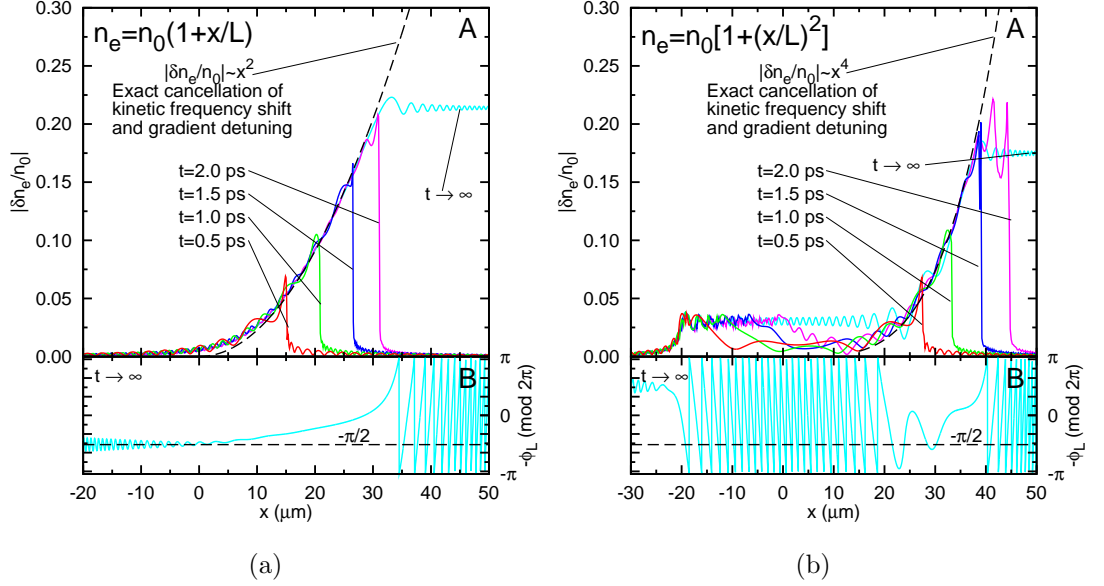 n_e=n_0(1+x/L)
A
|δn_e/n_0|~x^2
Exact cancellation of
kinetic frequency shift
and gradient detuning
t=2.0 ps
t=1.5 ps
t=1.0 ps
t=0.5 ps
t → ∞
|δn_e/n_0|
0.30
0.25
0.20
0.15
0.10
0.05
0.00
t → ∞
B
-π/2
-20 -10 0 10 20 30 40 50
x (μm)
(a)
n_e=n_0[1+(x/L)^2]
A
|δn_e/n_0|~x^4
Exact cancellation of
kinetic frequency shift
and gradient detuning
t → ∞
t=2.0 ps
t=1.5 ps
t=1.0 ps
t=0.5 ps
|δn_e/n_0|
0.30
0.25
0.20
0.15
0.10
0.05
0.00
π
0
-π
-ϕ_L (mod 2π)
t → ∞
B
-π/2
π
0
-π
-ϕ_L (mod 2π)
-30 -20 -10 0 10 20 30 40 50
x (μm)
(b)